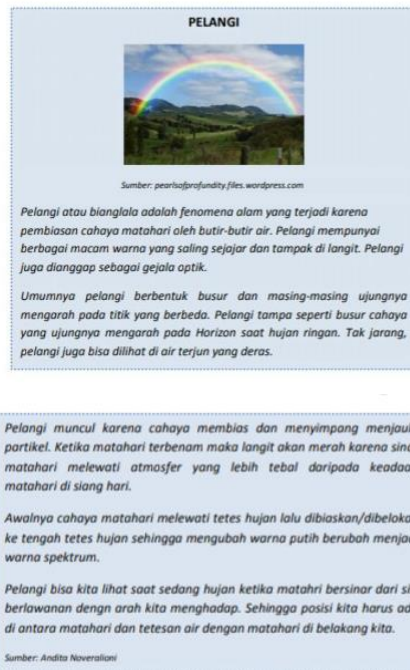 PELANGI
Sumber: pearlsofprofundity.files.wordpress.com
Pelangi atau bianglala adalah fenomena alam yang terjadi karena
pembiasan cahaya matahari oleh butir-butir air. Pelangi mempunyai
berbagai macam warna yang saling sejajar dan tampak di langit. Pelangi
juga dianggap sebagai gejala optik.
Umumnya pelangi berbentuk busur dan masing-masing ujungnya
mengarah pada titik yang berbeda. Pelangi tampa seperti busur cahaya
yang ujungnya mengarah pada Horizon saat hujan ringan. Tak jarang,
pelangi juga bisa dilihat di air terjun yang deras.
Pelangi muncul karena cahaya membias dan menyimpang menjau
partikel. Ketika matahari terbenam maka langit akan merah karena sina
matahari melewati atmosfer yang lebih tebal daripada keadaa
matahari di siang hari.
Awalnya cahaya matahari melewati tetes hujan lalu dibiaskan/dibeloka
ke tengah tetes hujan sehingga mengubah warna putih berubah menja
warna spektrum.
Pelangi bisa kita lihat saat sedang hujan ketika matahri bersinar dari si
berlawanan dengn arah kita menghadap. Sehingga posisi kita harus ad
di antara matahari dan tetesan air dengan matahari di belakang kita.
Sumber: Andita Noveralioni